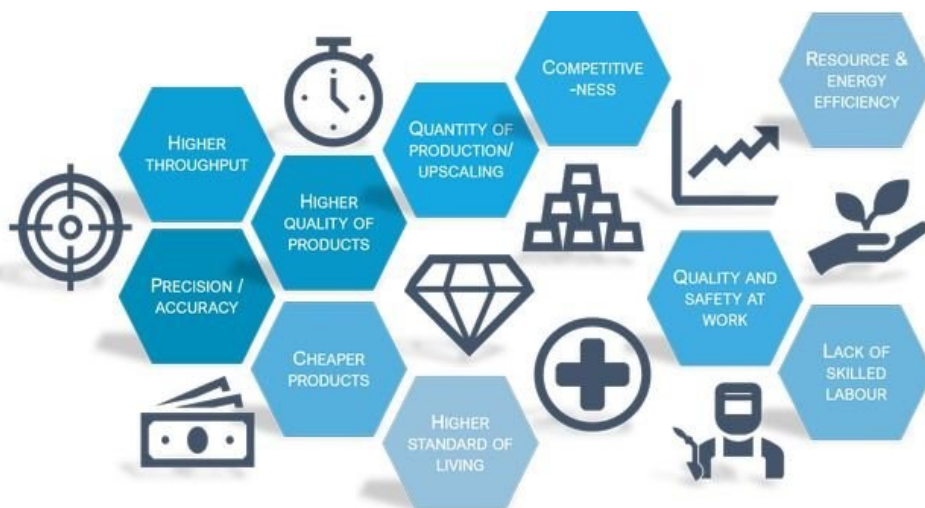 HIGHER
THROUGHPUT
PRECISION /
ACCURACY
HIGHER
QUALITY OF
PRODUCTS
CHEAPER
PRODUCTS
QUANTITY OF
PRODUCTION/
UPSCALING
HIGHER
STANDARD OF
LIVING
COMPETITIVE
-NESS
QUALITY AND
SAFETY AT
WORK
RESOURCE &
ENERGY
EFFICIENCY
LACK OF
SKILLED
LABOUR